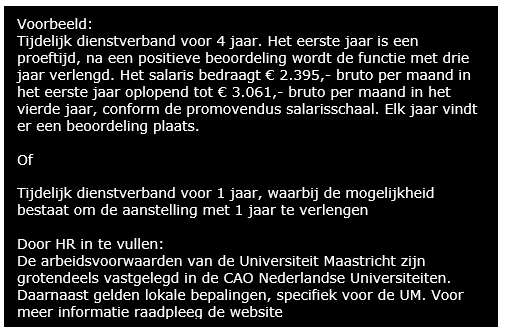 Voorbeeld:
Tijdelijk dienstverband voor 4 jaar. Het eerste jaar is een
proeftijd, na een positieve beoordeling wordt de functie met drie
jaar verlengd. Het salaris bedraagt € 2.395,- bruto per maand in
het eerste jaar oplopend tot € 3.061,- bruto per maand in het
vierde jaar, conform de promovendus salarisschaal. Elk jaar vindt
er een beoordeling plaats.

Of

Tijdelijk dienstverband voor 1 jaar, waarbij de mogelijkheid
bestaat om de aanstelling met 1 jaar te verlengen

Door HR in te vullen:
De arbeidsvoorwaarden van de Universiteit Maastricht zijn
grotendeels vastgelegd in de CAO Nederlandse Universiteiten.
Daarnaast gelden lokale bepalingen, specifiek voor de UM. Voor
meer informatie raadpleeg de website